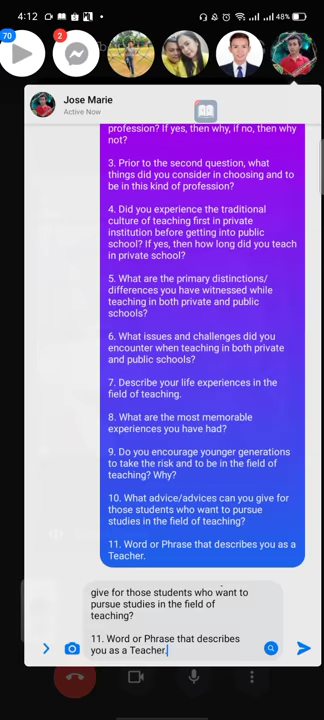 4:12
48%
70
2
Jose Marie
Active Now
profession? If yes, then why, if no, then why
not?
3. Prior to the second question, what
things did you consider in choosing and to
be in this kind of profession?
4. Did you experience the traditional
culture of teaching first in private
institution before getting into public
school? If yes, then how long did you teach
in private school?
5. What are the primary distinctions/
differences you have witnessed while
teaching in both private and public
schools?
6. What issues and challenges did you
encounter when teaching in both private
and public schools?
7. Describe your life experiences in the
field of teaching.
8. What are the most memorable
experiences you have had?
9. Do you encourage younger generations
to take the risk and to be in the field of
teaching? Why?
10. What advice/advices can you give for
those students who want to pursue
studies in the field of teaching?
11. Word or Phrase that describes you as a
Teacher.
give for those students who want to
pursue studies in the field of
teaching?
11. Word or Phrase that describes
you as a Teacher.